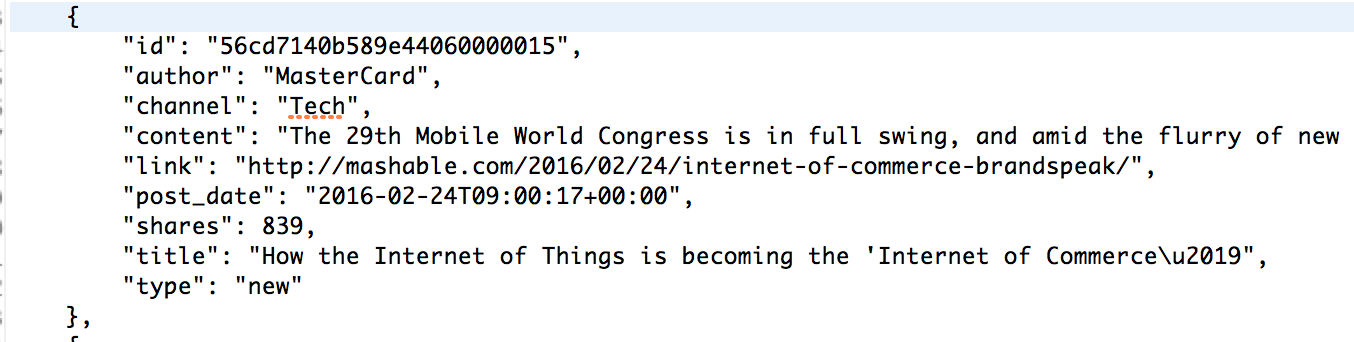 {
"id": "56cd7140b589e44060000015",
"author": "MasterCard",
"channel": "Tech",
"content": "The 29th Mobile World Congress is in full swing, and amid the flurry of new
"link": "http://mashable.com/2016/02/24/internet-of-commerce-brandspeak/",
"post_date": "2016-02-24T09:00:17+00:00",
"shares": 839,
"title": "How the Internet of Things is becoming the 'Internet of Commerce\u2019",
"type": "new"
},